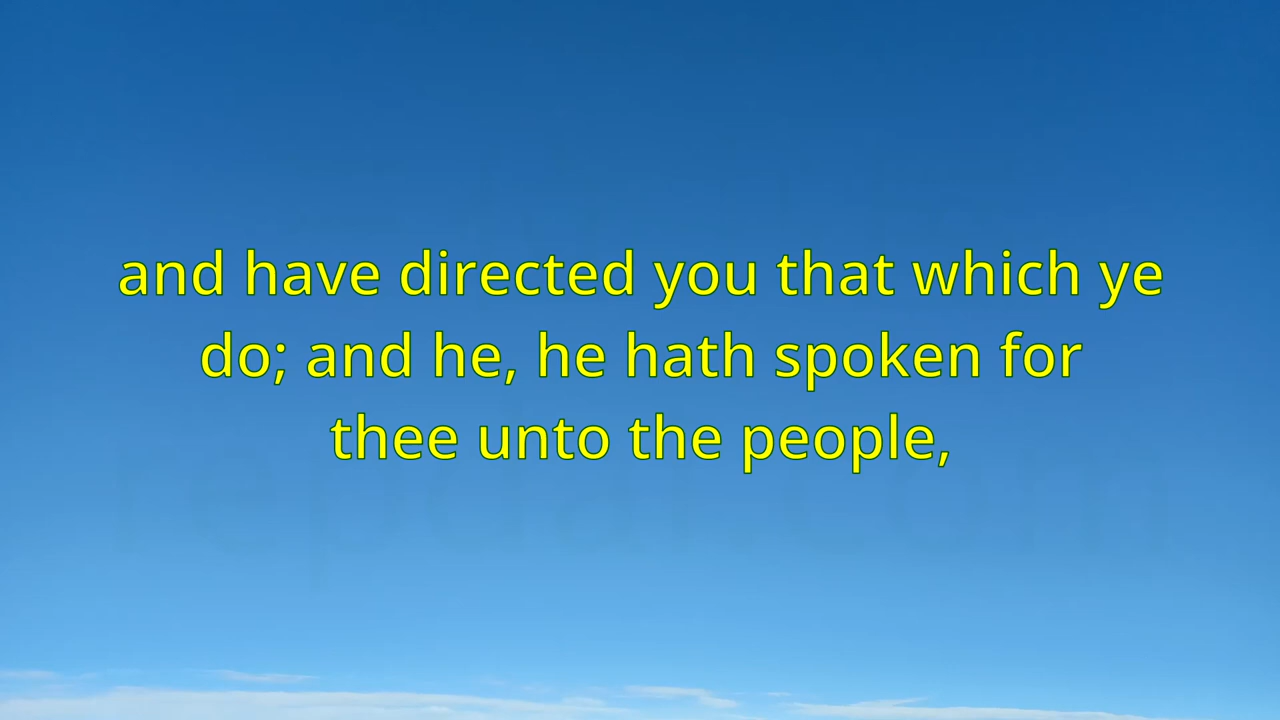 and have directed you that which ye
do; and he, he hath spoken for
thee unto the people,